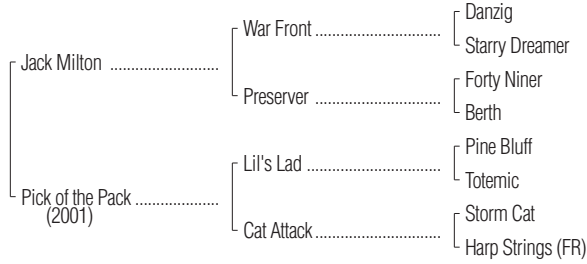 Danzig
War Front ................................
Starry Dreamer
Jack Milton ............................
Forty Niner
Preserver ................................
Berth
Pine Bluff
Lil's Lad ..................................
Totemic
Pick of the Pack .....................
(2001)
Storm Cat
Cat Attack ................................
Harp Strings (FR)